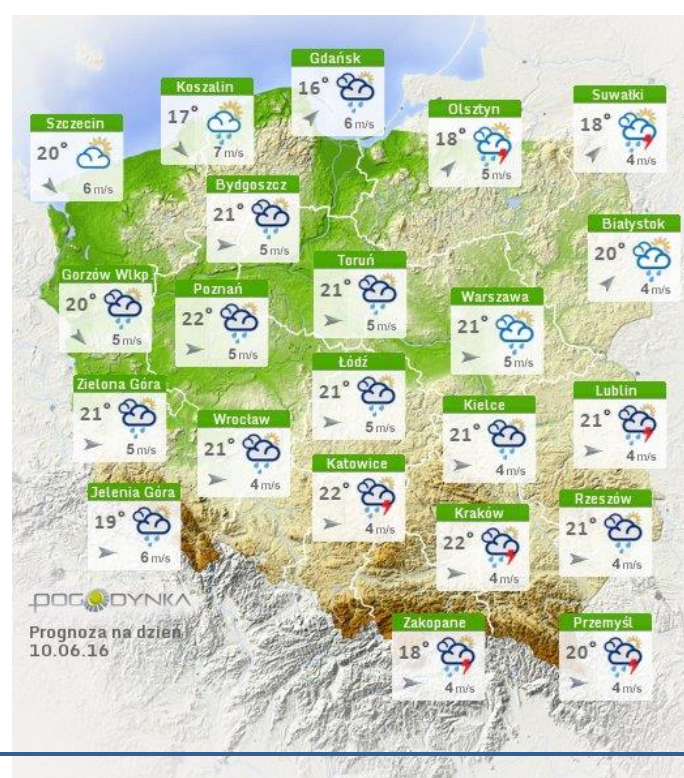 Gdańsk
16°
6 m/s
Koszalin
17°
7 m/s
Suwałki
18°
4 m/s
Olsztyn
18°
5 m/s
Szczecin
20°
6 m/s
Bydgoszcz
21°
5 m/s
Białystok
20°
4 m/s
Toruń
21°
5 m/s
Gorzów Wlkp
20°
5 m/s
Poznań
22°
5 m/s
Warszawa
21°
5 m/s
Łódź
21°
5 m/s
Zielona Góra
21°
5 m/s
Lublin
21°
4 m/s
Kielce
21°
4 m/s
Wrocław
21°
4 m/s
Katowice
22°
4 m/s
Jelenia Góra
19°
6 m/s
Rzeszów
21°
4 m/s
Kraków
22°
4 m/s
POGODYNKA
Prognoza na dzień
10.06.16
Zakopane
18°
4 m/s
Przemyśl
20°
4 m/s